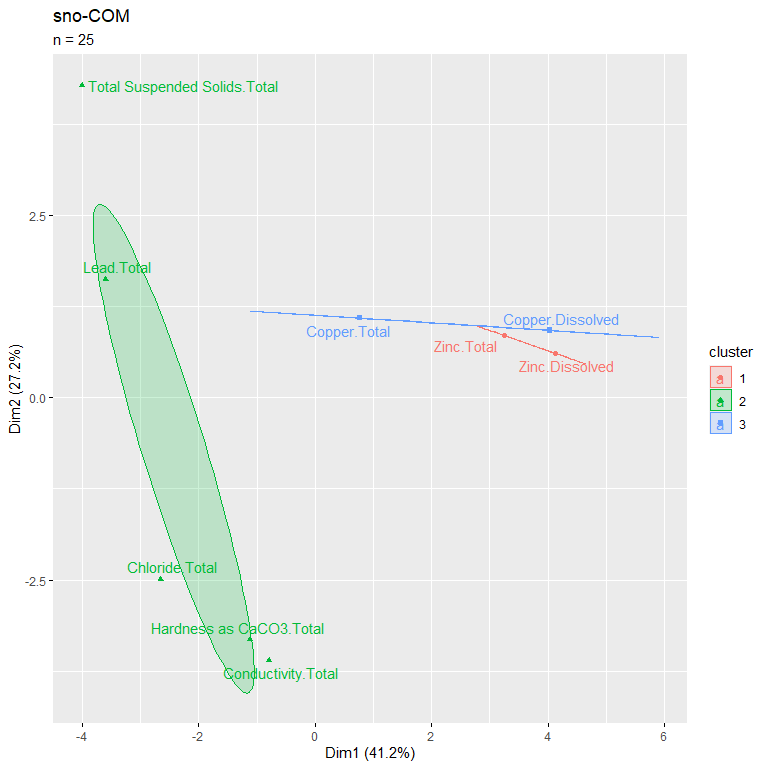 sno-COM
n = 25
Total Suspended Solids.Total
Lead.Total
Copper.Total
Copper.Dissolved
Zinc.Total
Zinc.Dissolved
Chloride.Total
Hardness as CaCO3.Total
Conductivity.Total
2.5
0.0
-2.5
Dim2 (27.2%)
-4
-2
0
2
4
6
Dim1 (41.2%)
cluster
a 1
a 2
a 3